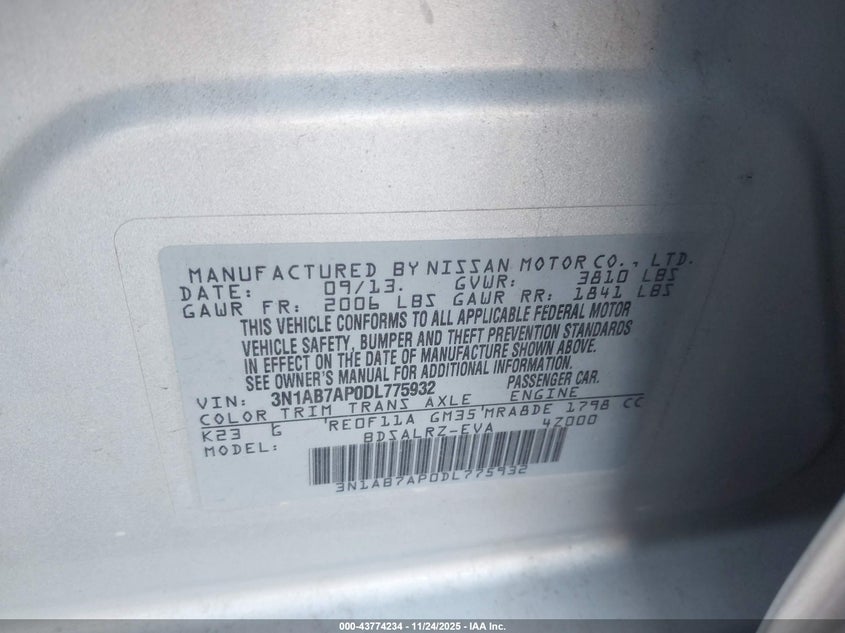 MANUFACTURED BY NISSAN MOTOR CO., LTD.
DATE: 09/13. GVWR: 3810 LBS
GAWR FR: 2006 LBS GAWR RR: 1841 LBS
THIS VEHICLE CONFORMS TO ALL APPLICABLE FEDERAL MOTOR
VEHICLE SAFETY, BUMPER AND THEFT PREVENTION STANDARDS
IN EFFECT ON THE DATE OF MANUFACTURE SHOWN ABOVE.
SEE OWNER'S MANUAL FOR ADDITIONAL INFORMATION.
VIN: 3N1AB7AP0DL775932 PASSENGER CAR.
COLOR TRIM TRANS AXLE ENGINE
K23 G RE0F11A GM35 MRA8DE 1798 CC
MODEL: BDSALRZ-EVA 4Z000
3N1AB7AP0DL775932
000-43774234 - 11/24/2025 - IAA Inc.